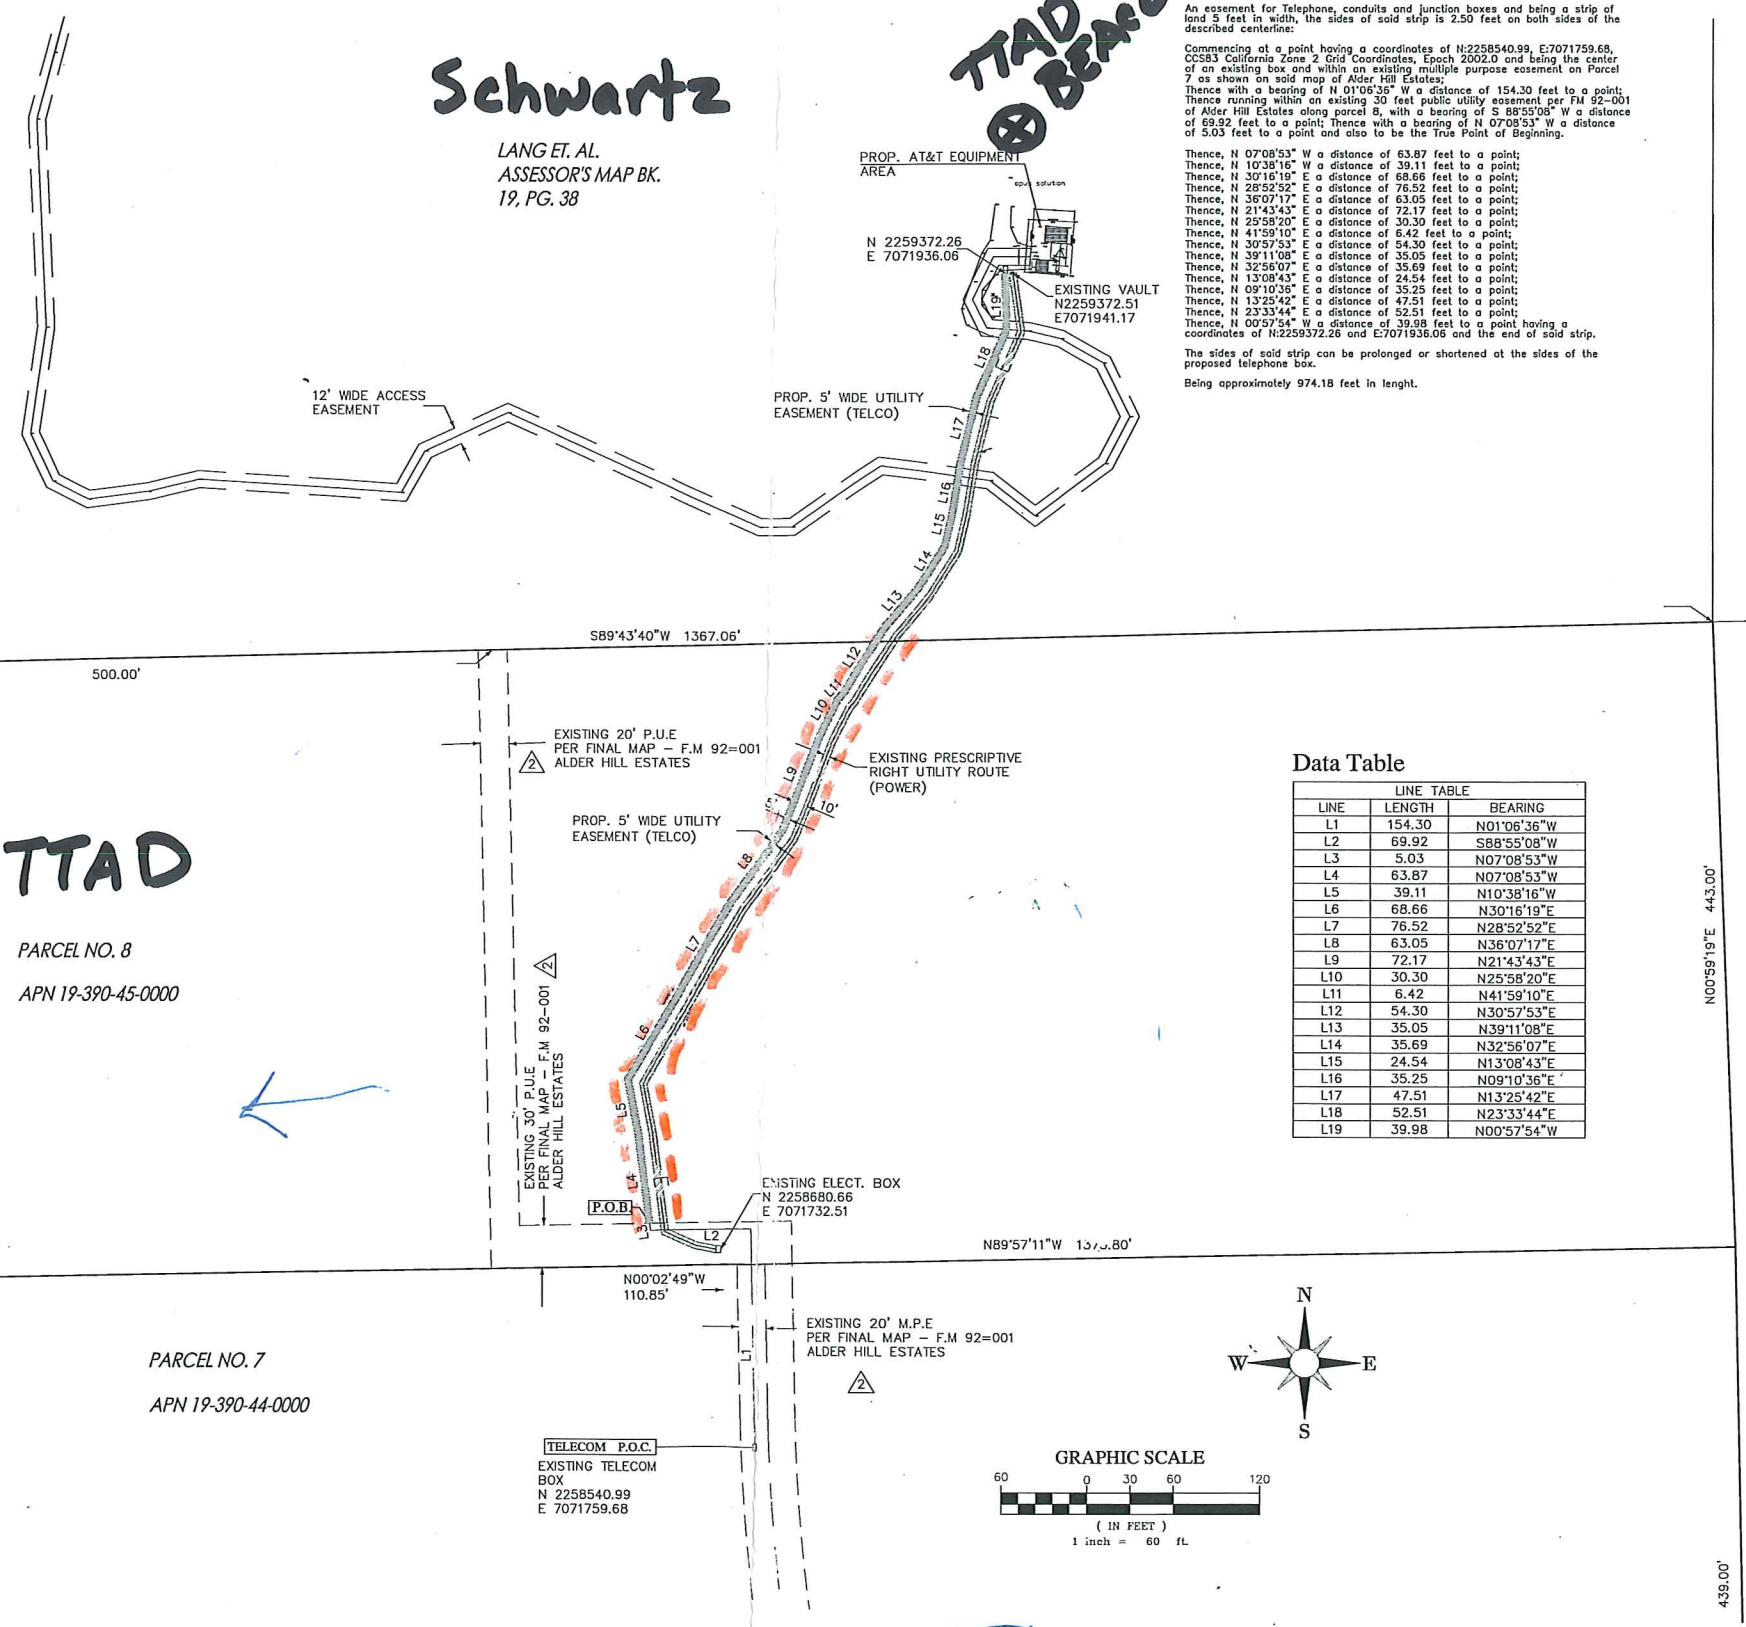 Schwartz
LANG ET. AL.
ASSESSOR'S MAP BK.
19, PG. 38
TTAD
PROP. AT&T EQUIPMENT
AREA
opus solution
N 2259372.26
E 7071936.06
EXISTING VAULT
N2259372.51
E7071941.17
12' WIDE ACCESS
EASEMENT
PROP. 5' WIDE UTILITY
EASEMENT (TELCO)
An easement for Telephone, conduits and junction boxes and being a strip of
land 5 feet in width, the sides of said strip is 2.50 feet on both sides of the
described centerline:
Commencing at a point having a coordinates of N:2258540.99, E:7071759.68,
CCS83 California Zone 2 Grid Coordinates, Epoch 2002.0 and being the center
of an existing box and within an existing multiple purpose easement on Parcel
7 as shown on said map of Alder Hill Estates;
Thence with a bearing of N 01°06'36" W a distance of 154.30 feet to a point;
Thence running within an existing 30 feet public utility easement per FM 92-001
of Alder Hill Estates along parcel 8, with a bearing of S 88°55'08" W a distance
of 69.92 feet to a point; Thence with a bearing of N 07°08'53" W a distance
of 5.03 feet to a point and also to be the True Point of Beginning.
Thence, N 07°08'53" W a distance of 63.87 feet to a point;
Thence, N 10°38'16" W a distance of 39.11 feet to a point;
Thence, N 30°16'19" E a distance of 68.66 feet to a point;
Thence, N 28°52'52" E a distance of 76.52 feet to a point;
Thence, N 36°07'17" E a distance of 63.05 feet to a point;
Thence, N 21°43'43" E a distance of 72.17 feet to a point;
Thence, N 25°58'20" E a distance of 30.30 feet to a point;
Thence, N 41°59'10" E a distance of 6.42 feet to a point;
Thence, N 30°57'53" E a distance of 54.30 feet to a point;
Thence, N 39°11'08" E a distance of 35.05 feet to a point;
Thence, N 32°56'07" E a distance of 35.69 feet to a point;
Thence, N 13°08'43" E a distance of 24.54 feet to a point;
Thence, N 09°10'36" E a distance of 35.25 feet to a point;
Thence, N 13°25'42" E a distance of 47.51 feet to a point;
Thence, N 23°33'44" E a distance of 52.51 feet to a point;
Thence, N 00°57'54" W a distance of 39.98 feet to a point having a
coordinates of N:2259372.26 and E:7071936.06 and the end of said strip.
The sides of said strip can be prolonged or shortened at the sides of the
proposed telephone box.
Being approximately 974.18 feet in lenght.
L19
L18
L17
L16
L15
L14
L13
L12
L11
L10
L9
L8
L7
L6
L5
L4
L3
L2
L1
S89°43'40"W 1367.06'
500.00'
EXISTING 20' P.U.E
PER FINAL MAP – F.M 92=001
ALDER HILL ESTATES
2
EXISTING PRESCRIPTIVE
RIGHT UTILITY ROUTE
(POWER)
5'
10'
PROP. 5' WIDE UTILITY
EASEMENT (TELCO)
TTAD
PARCEL NO. 8
APN 19-390-45-0000
EXISTING 30' P.U.E
PER FINAL MAP – F.M 92-001
ALDER HILL ESTATES
2
P.O.B.
EXISTING ELECT. BOX
N 2258680.66
E 7071732.51
Data Table
LINE TABLE
LINE LENGTH BEARING
L1 154.30 N01°06'36"W
L2 69.92 S88°55'08"W
L3 5.03 N07°08'53"W
L4 63.87 N07°08'53"W
L5 39.11 N10°38'16"W
L6 68.66 N30°16'19"E
L7 76.52 N28°52'52"E
L8 63.05 N36°07'17"E
L9 72.17 N21°43'43"E
L10 30.30 N25°58'20"E
L11 6.42 N41°59'10"E
L12 54.30 N30°57'53"E
L13 35.05 N39°11'08"E
L14 35.69 N32°56'07"E
L15 24.54 N13°08'43"E
L16 35.25 N09°10'36"E
L17 47.51 N13°25'42"E
L18 52.51 N23°33'44"E
L19 39.98 N00°57'54"W
N00°59'19"E 443.00'
N89°57'11"W
N00°02'49"W
110.85'
PARCEL NO. 7
APN 19-390-44-0000
EXISTING 20' M.P.E
PER FINAL MAP – F.M 92=001
ALDER HILL ESTATES
2
TELECOM P.O.C.
EXISTING TELECOM
BOX
N 2258540.99
E 7071759.68
N
W E
S
GRAPHIC SCALE
60 0 30 60 120
( IN FEET )
1 inch = 60 ft.
439.00'